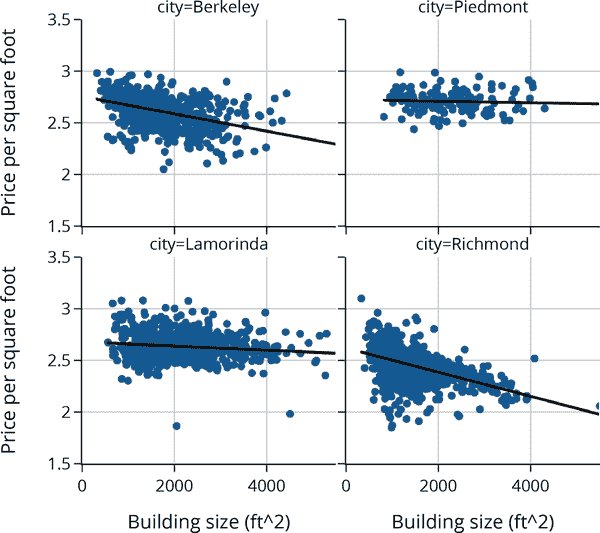 city=Berkeley
city=Piedmont
3.5
3
2.5
2
1.5
Price per square foot
city=Lamorinda
city=Richmond
3.5
3
2.5
2
1.5
Price per square foot
0
2000
4000
0
2000
4000
Building size (ft^2)
Building size (ft^2)